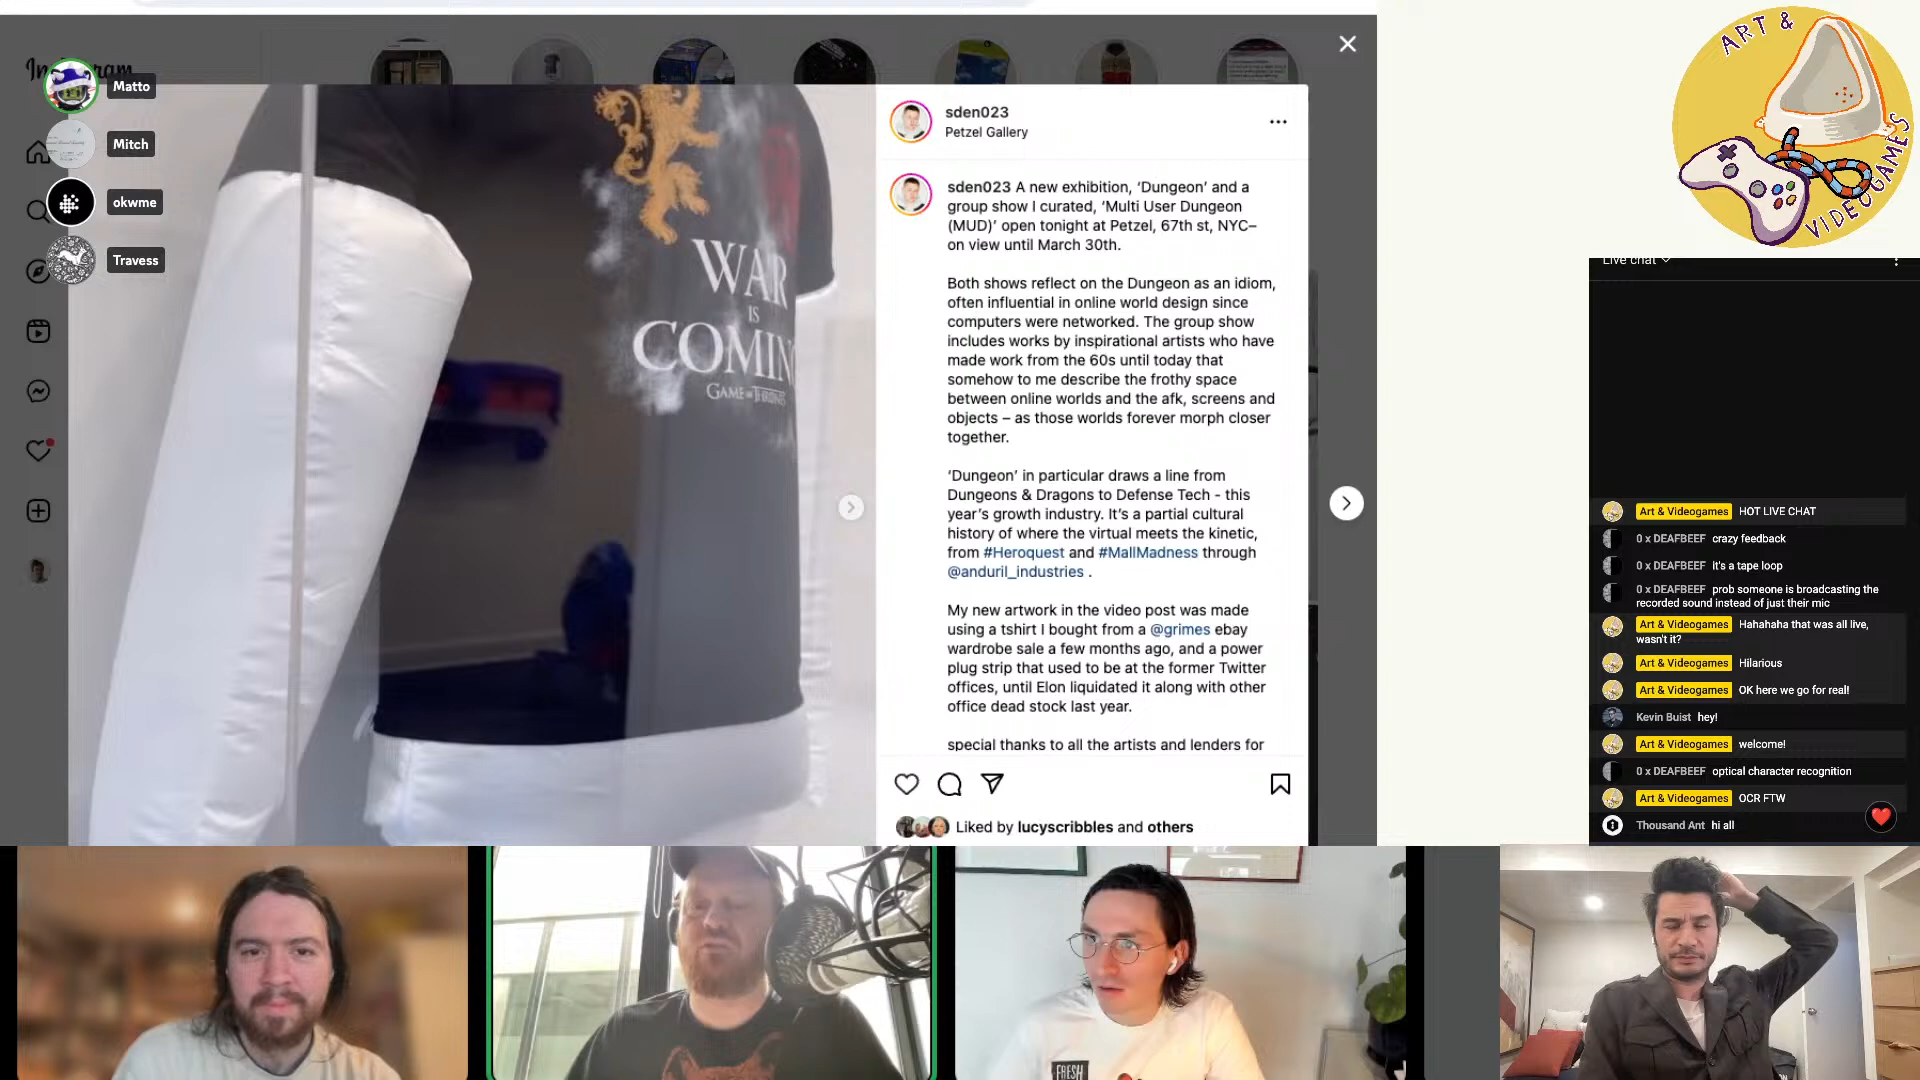 Instagram
Matto
Mitch
okwme
Travess
WAR
IS
COMIN
GAME OF THRONES
sden023
Petzel Gallery
sden023 A new exhibition, ‘Dungeon’ and a
group show I curated, ‘Multi User Dungeon
(MUD)’ open tonight at Petzel, 67th st, NYC–
on view until March 30th.
Both shows reflect on the Dungeon as an idiom,
often influential in online world design since
computers were networked. The group show
includes works by inspirational artists who have
made work from the 60s until today that
somehow to me describe the frothy space
between online worlds and the afk, screens and
objects – as those worlds forever morph closer
together.
‘Dungeon’ in particular draws a line from
Dungeons & Dragons to Defense Tech - this
year’s growth industry. It’s a partial cultural
history of where the virtual meets the kinetic,
from #Heroquest and #MallMadness through
@anduril_industries .
My new artwork in the video post was made
using a tshirt I bought from a @grimes ebay
wardrobe sale a few months ago, and a power
plug strip that used to be at the former Twitter
offices, until Elon liquidated it along with other
office dead stock last year.
special thanks to all the artists and lenders for
Liked by lucyscribbles and others
ART &
VIDEOGAMES
Live chat
Art & Videogames HOT LIVE CHAT
0 x DEAFBEEF crazy feedback
0 x DEAFBEEF it's a tape loop
0 x DEAFBEEF prob someone is broadcasting the
recorded sound instead of just their mic
Art & Videogames Hahahaha that was all live,
wasn't it?
Art & Videogames Hilarious
Art & Videogames OK here we go for real!
Kevin Buist hey!
Art & Videogames welcome!
0 x DEAFBEEF optical character recognition
Art & Videogames OCR FTW
Thousand Ant hi all
FRESH